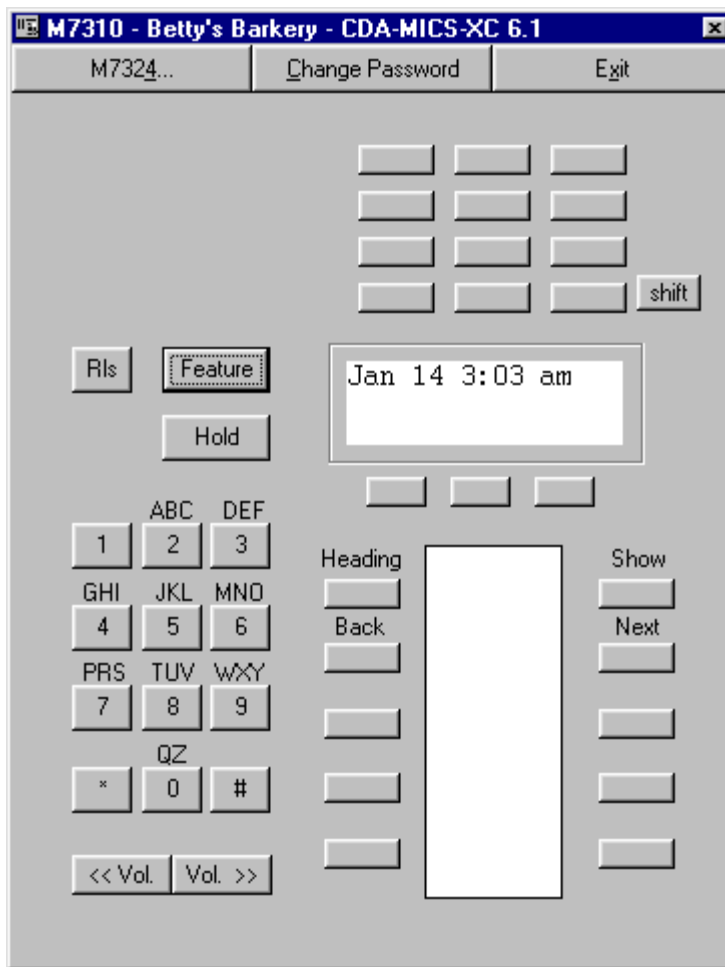 M7310 - Betty's Barkery - CDA-MICS-XC 6.1
M7324... Change Password Exit
shift
Rls Feature
Jan 14 3:03 am
Hold
ABC DEF
1 2 3
Heading Show
GHI JKL MNO
4 5 6
Back Next
PRS TUV WXY
7 8 9
QZ
* 0 #
<< Vol. Vol. >>